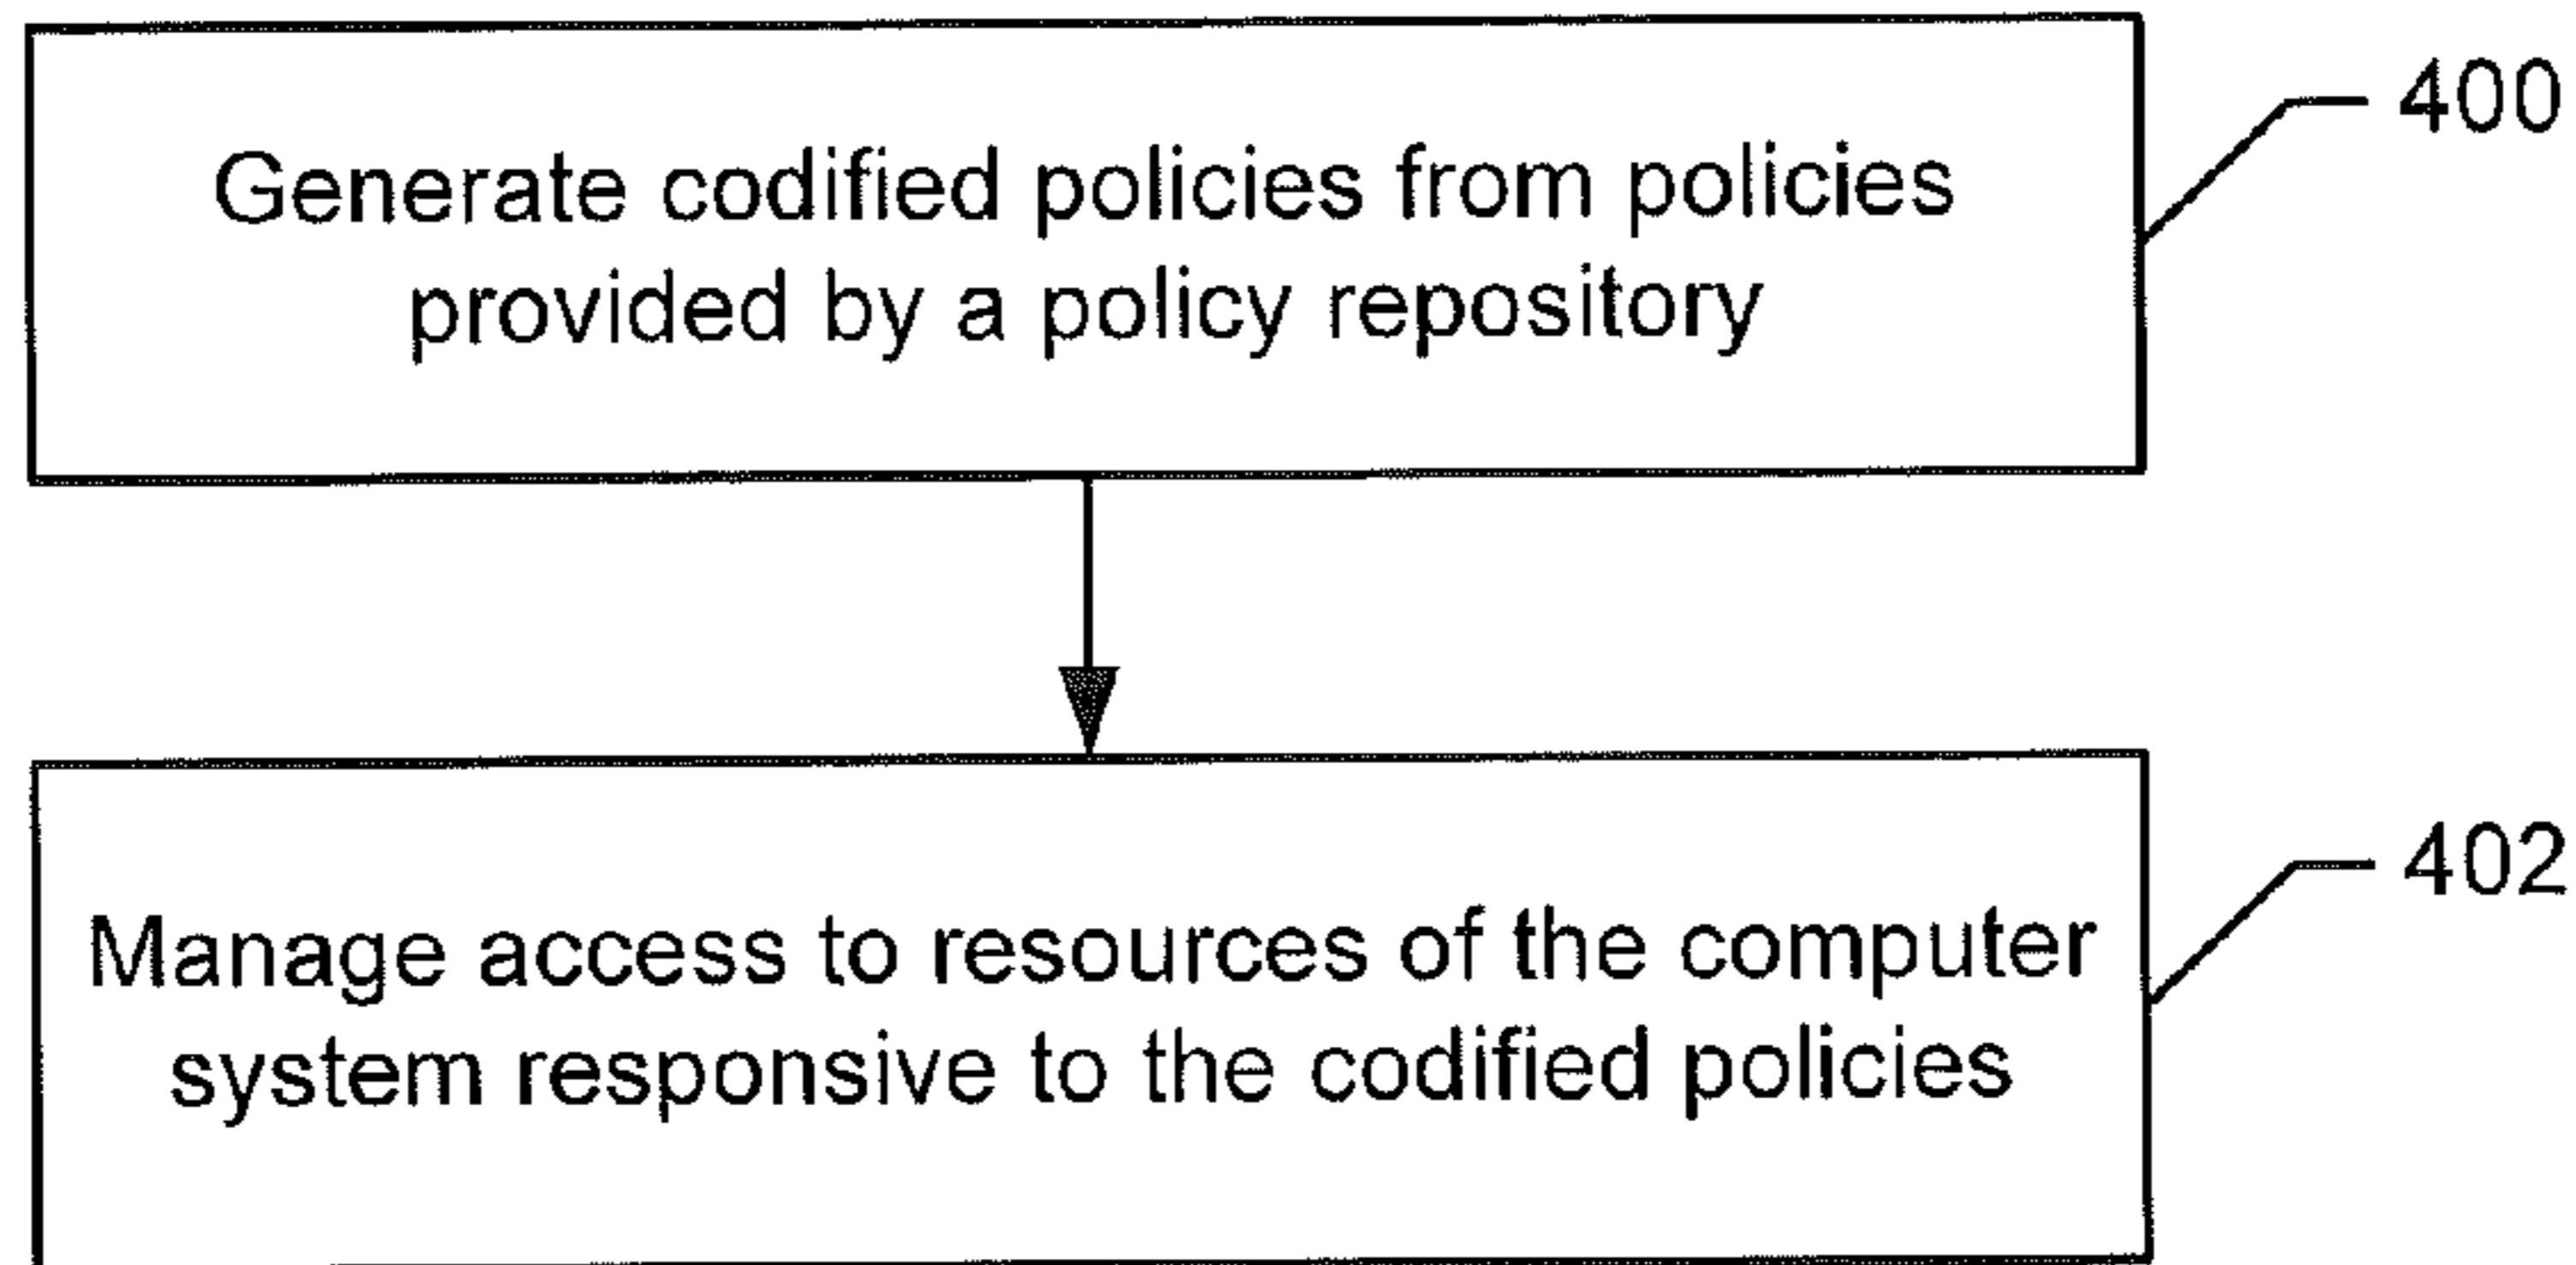 Generate codified policies from policies
provided by a policy repository
400
Manage access to resources of the computer
system responsive to the codified policies
402